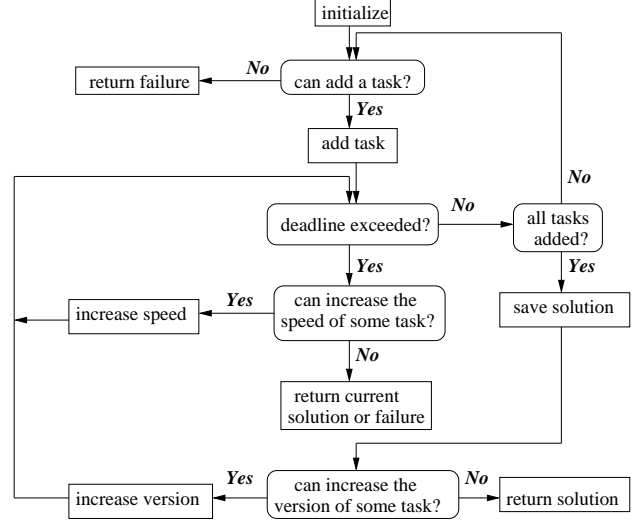 initialize
No
return failure
can add a task?
Yes
add task
No
deadline exceeded?
No
all tasks
added?
Yes
Yes
can increase the
speed of some task?
Yes
increase speed
save solution
No
return current
solution or failure
can increase the
version of some task?
Yes
No
increase version
return solution